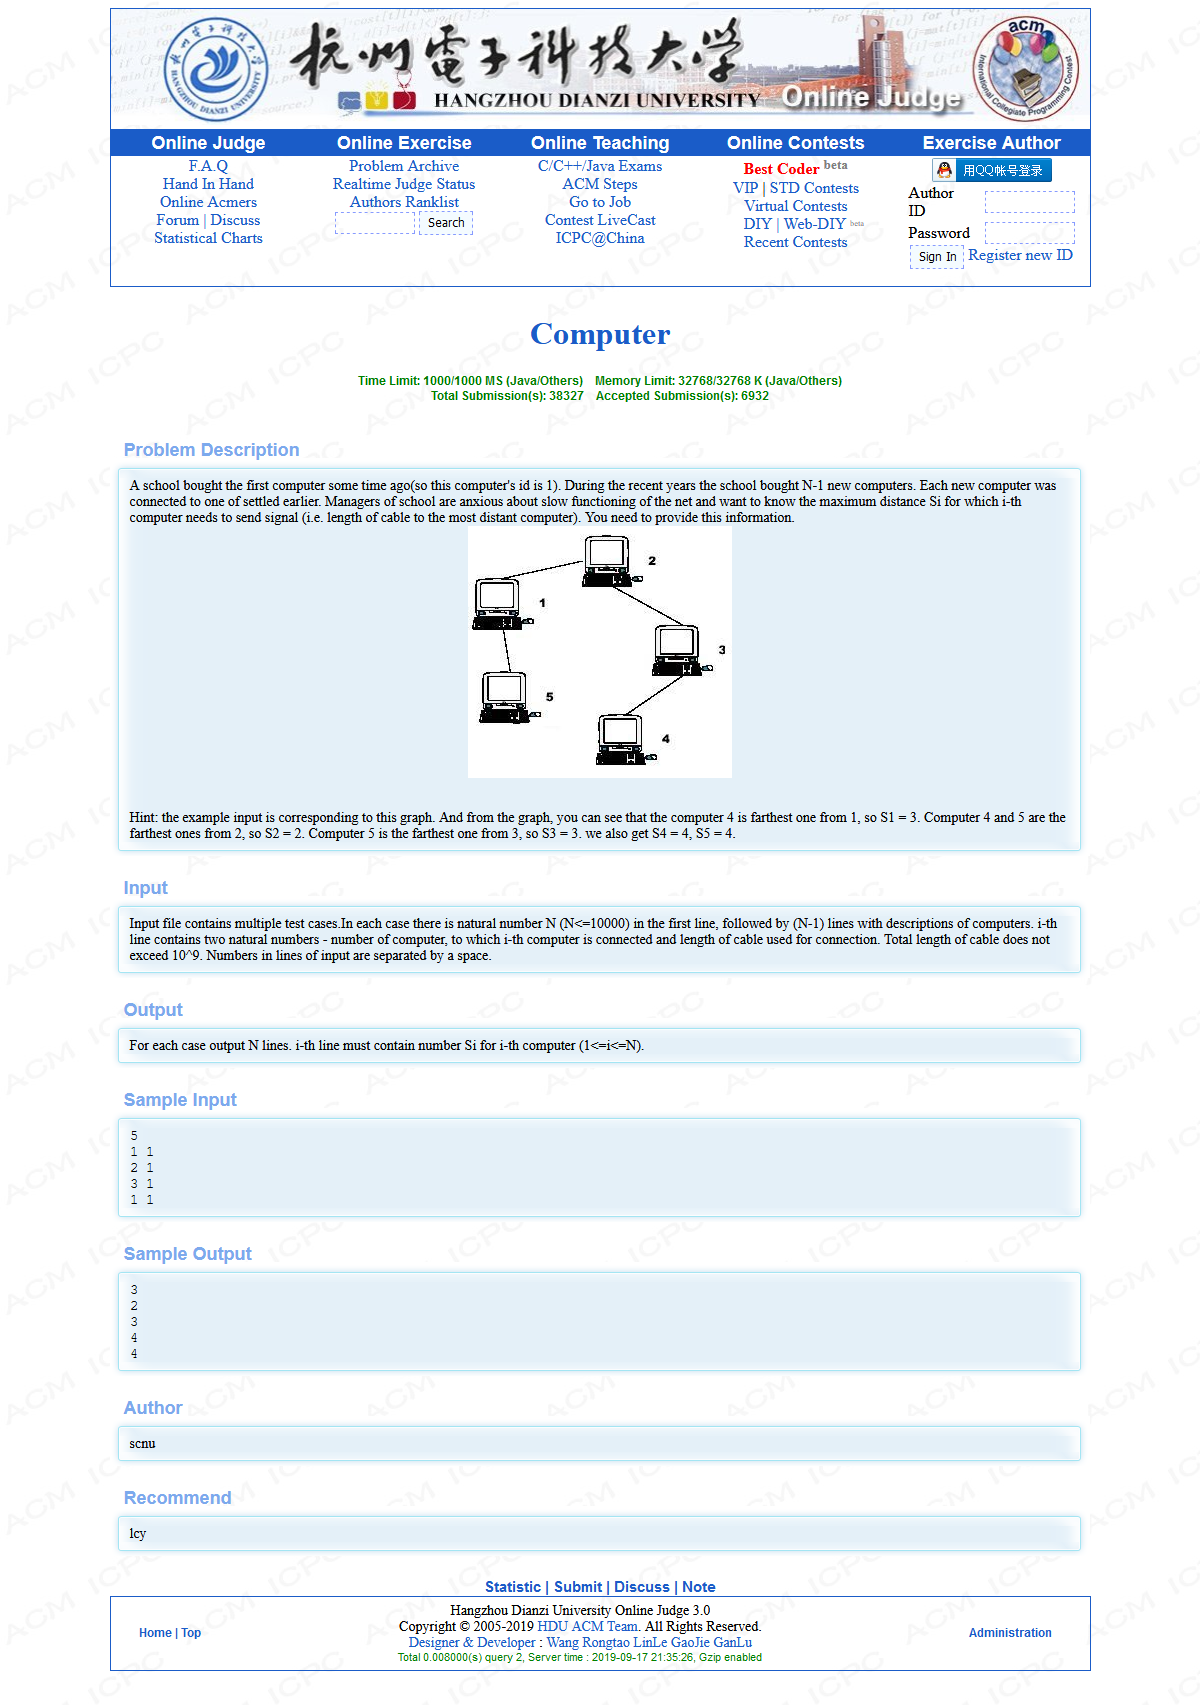 杭州電子科技大学
HANGZHOU DIANZI UNIVERSITY
Online Judge
acm
International Collegiate Programming Contest
Online Judge Online Exercise Online Teaching Online Contests Exercise Author
F.A.Q
Hand In Hand
Online Acmers
Forum | Discuss
Statistical Charts
Problem Archive
Realtime Judge Status
Authors Ranklist
Search
C/C++/Java Exams
ACM Steps
Go to Job
Contest LiveCast
ICPC@China
Best Coder beta
VIP | STD Contests
Virtual Contests
DIY | Web-DIY beta
Recent Contests
用QQ帐号登录
Author ID
Password
Sign In Register new ID
Computer
Time Limit: 1000/1000 MS (Java/Others) Memory Limit: 32768/32768 K (Java/Others)
Total Submission(s): 38327 Accepted Submission(s): 6932
Problem Description
A school bought the first computer some time ago(so this computer's id is 1). During the recent years the school bought N-1 new computers. Each new computer was
connected to one of settled earlier. Managers of school are anxious about slow functioning of the net and want to know the maximum distance Si for which i-th
computer needs to send signal (i.e. length of cable to the most distant computer). You need to provide this information.
2
1
3
5
4
Hint: the example input is corresponding to this graph. And from the graph, you can see that the computer 4 is farthest one from 1, so S1 = 3. Computer 4 and 5 are the
farthest ones from 2, so S2 = 2. Computer 5 is the farthest one from 3, so S3 = 3. we also get S4 = 4, S5 = 4.
Input
Input file contains multiple test cases.In each case there is natural number N (N<=10000) in the first line, followed by (N-1) lines with descriptions of computers. i-th
line contains two natural numbers - number of computer, to which i-th computer is connected and length of cable used for connection. Total length of cable does not
exceed 10^9. Numbers in lines of input are separated by a space.
Output
For each case output N lines. i-th line must contain number Si for i-th computer (1<=i<=N).
Sample Input
5
1 1
2 1
3 1
1 1
Sample Output
3
2
3
4
4
Author
scnu
Recommend
lcy
Statistic | Submit | Discuss | Note
Home | Top
Hangzhou Dianzi University Online Judge 3.0
Copyright © 2005-2019 HDU ACM Team. All Rights Reserved.
Designer & Developer : Wang Rongtao LinLe GaoJie GanLu
Total 0.008000(s) query 2, Server time : 2019-09-17 21:35:26, Gzip enabled
Administration